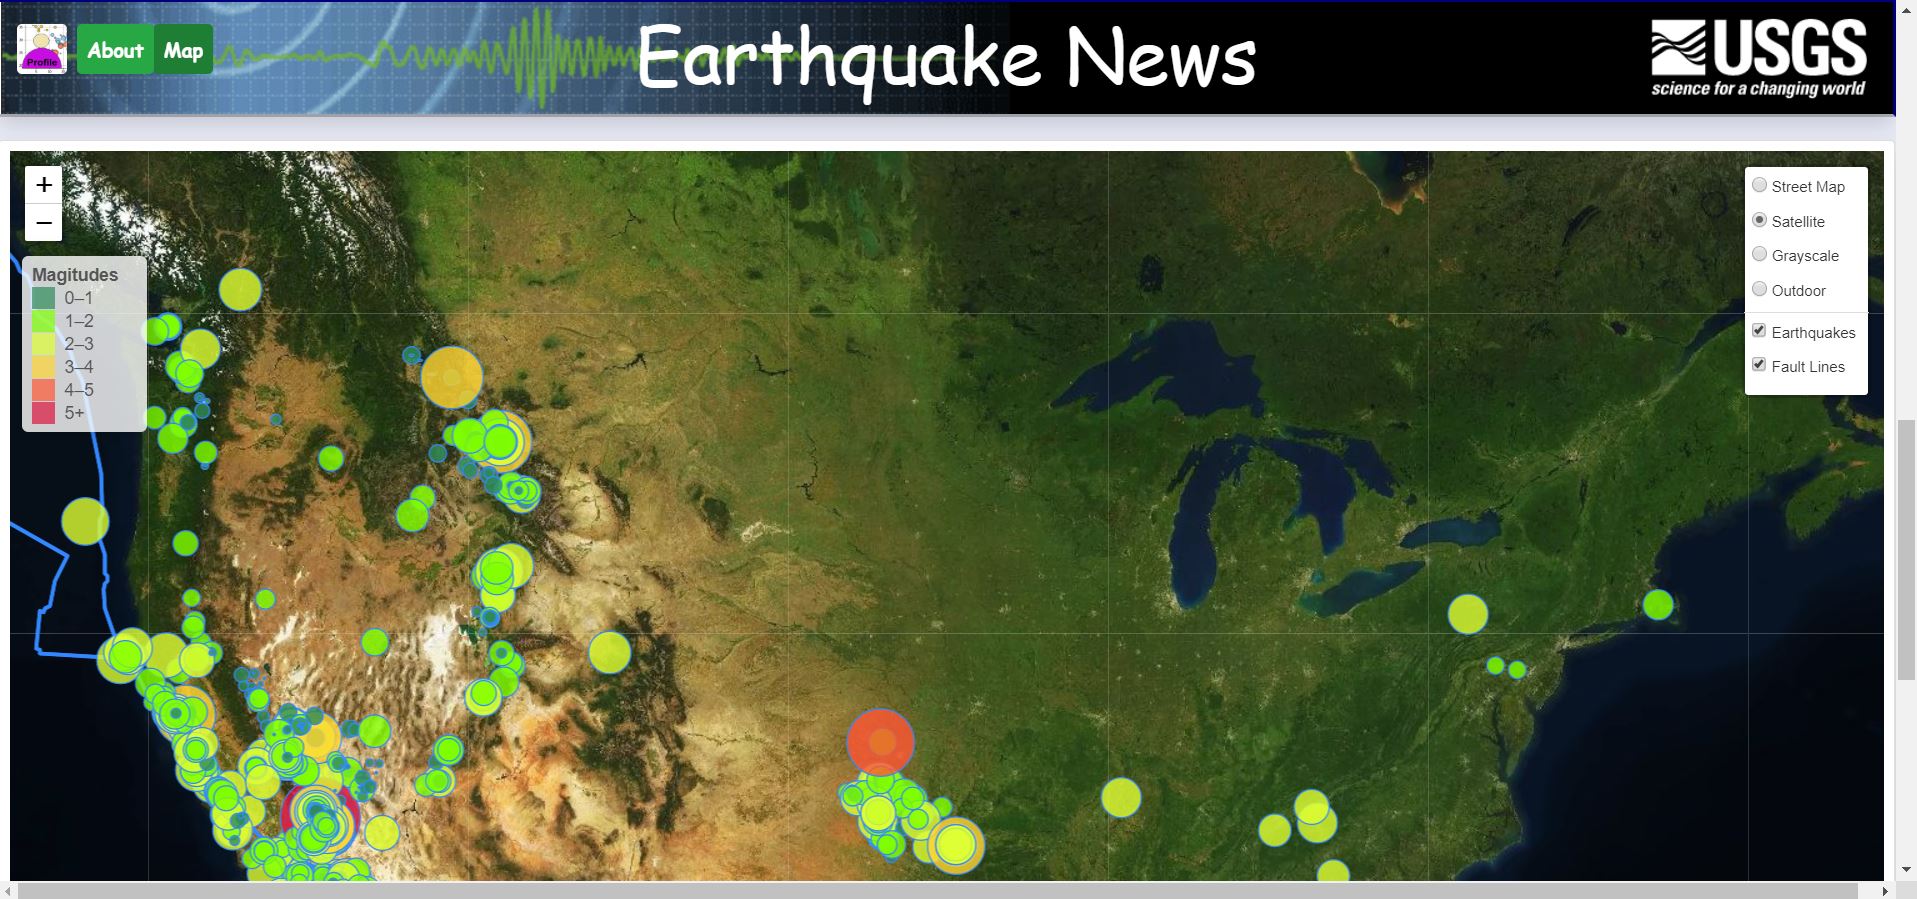 Profile
About
Map
Earthquake News
USGS
science for a changing world
+
−
Magitudes
0–1
1–2
2–3
3–4
4–5
5+
Street Map
Satellite
Grayscale
Outdoor
Earthquakes
Fault Lines